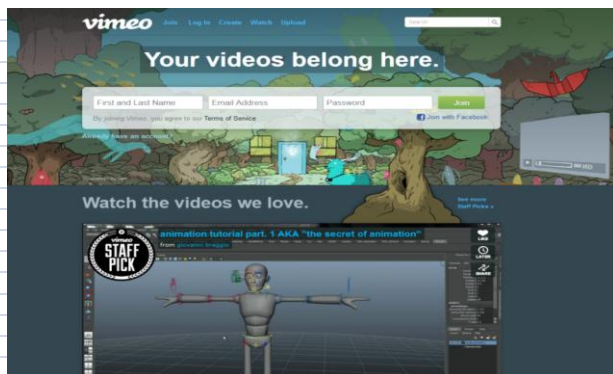 vimeo Join Log In Create Watch Upload
Your videos belong here.
First and Last Name Email Address Password Join
By joining Vimeo, you agree to our Terms of Service. Join with Facebook
Already have an account?
Watch the videos we love.
See more
Staff Picks »
animation tutorial part. 1 AKA "the secret of animation"
from giovanni braggio
vimeo
STAFF
PICK
LIKE
LATER
SHARE